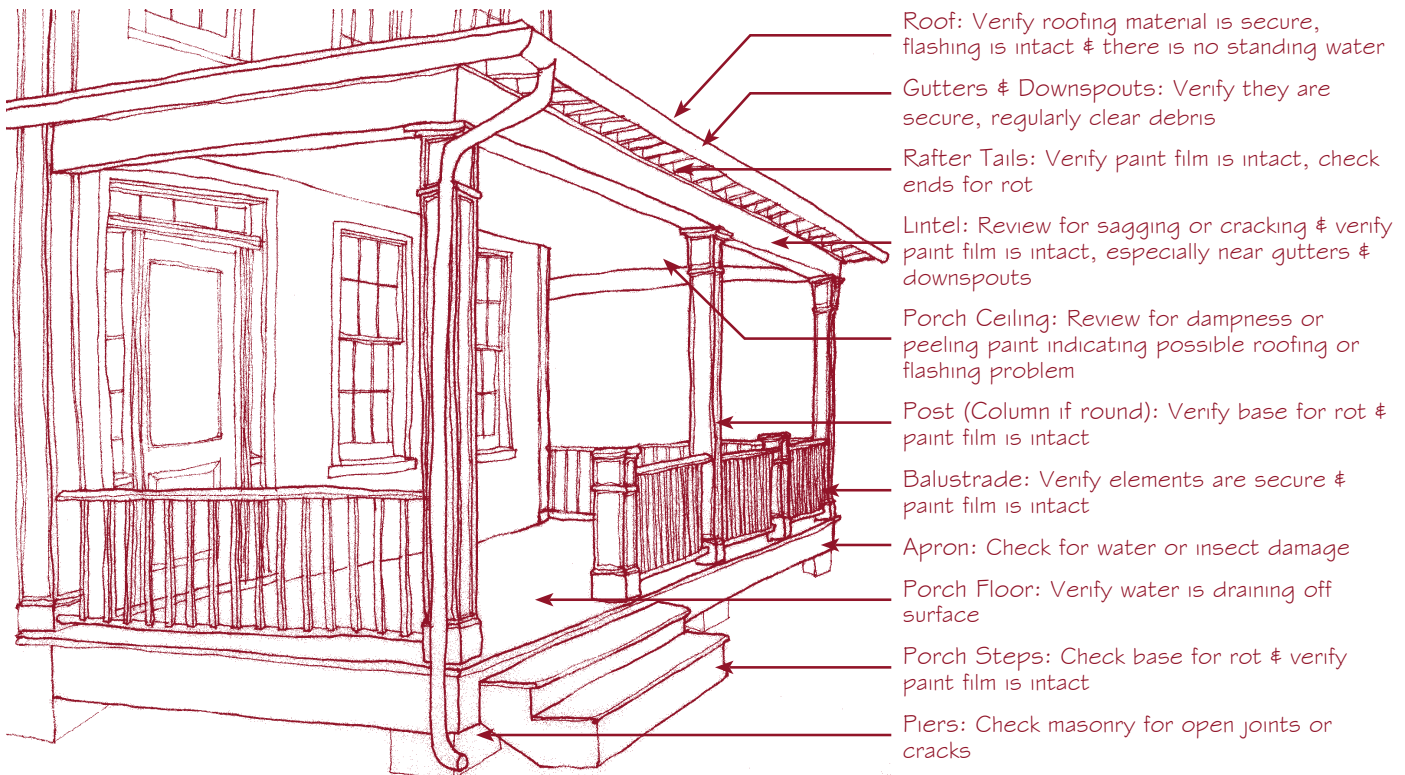 Roof: Verify roofing material is secure,
flashing is intact & there is no standing water
Gutters & Downspouts: Verify they are
secure, regularly clear debris
Rafter Tails: Verify paint film is intact, check
ends for rot
Lintel: Review for sagging or cracking & verify
paint film is intact, especially near gutters &
downspouts
Porch Ceiling: Review for dampness or
peeling paint indicating possible roofing or
flashing problem
Post (Column if round): Verify base for rot &
paint film is intact
Balustrade: Verify elements are secure &
paint film is intact
Apron: Check for water or insect damage
Porch Floor: Verify water is draining off
surface
Porch Steps: Check base for rot & verify
paint film is intact
Piers: Check masonry for open joints or
cracks